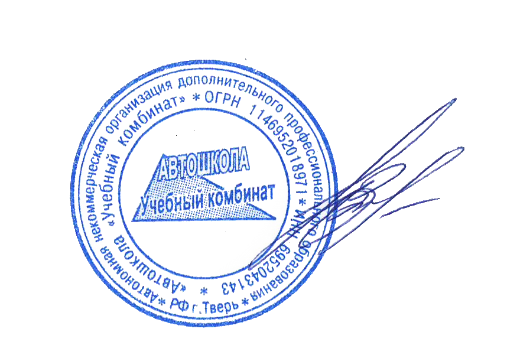 *Автономная некоммерческая организация дополнительного профессионального образования*
РФ г.Тверь
«Автошкола «Учебный комбинат» * ОГРН 1146952018971 * ИНН 6952043143 *
АВТОШКОЛА
Учебный комбинат